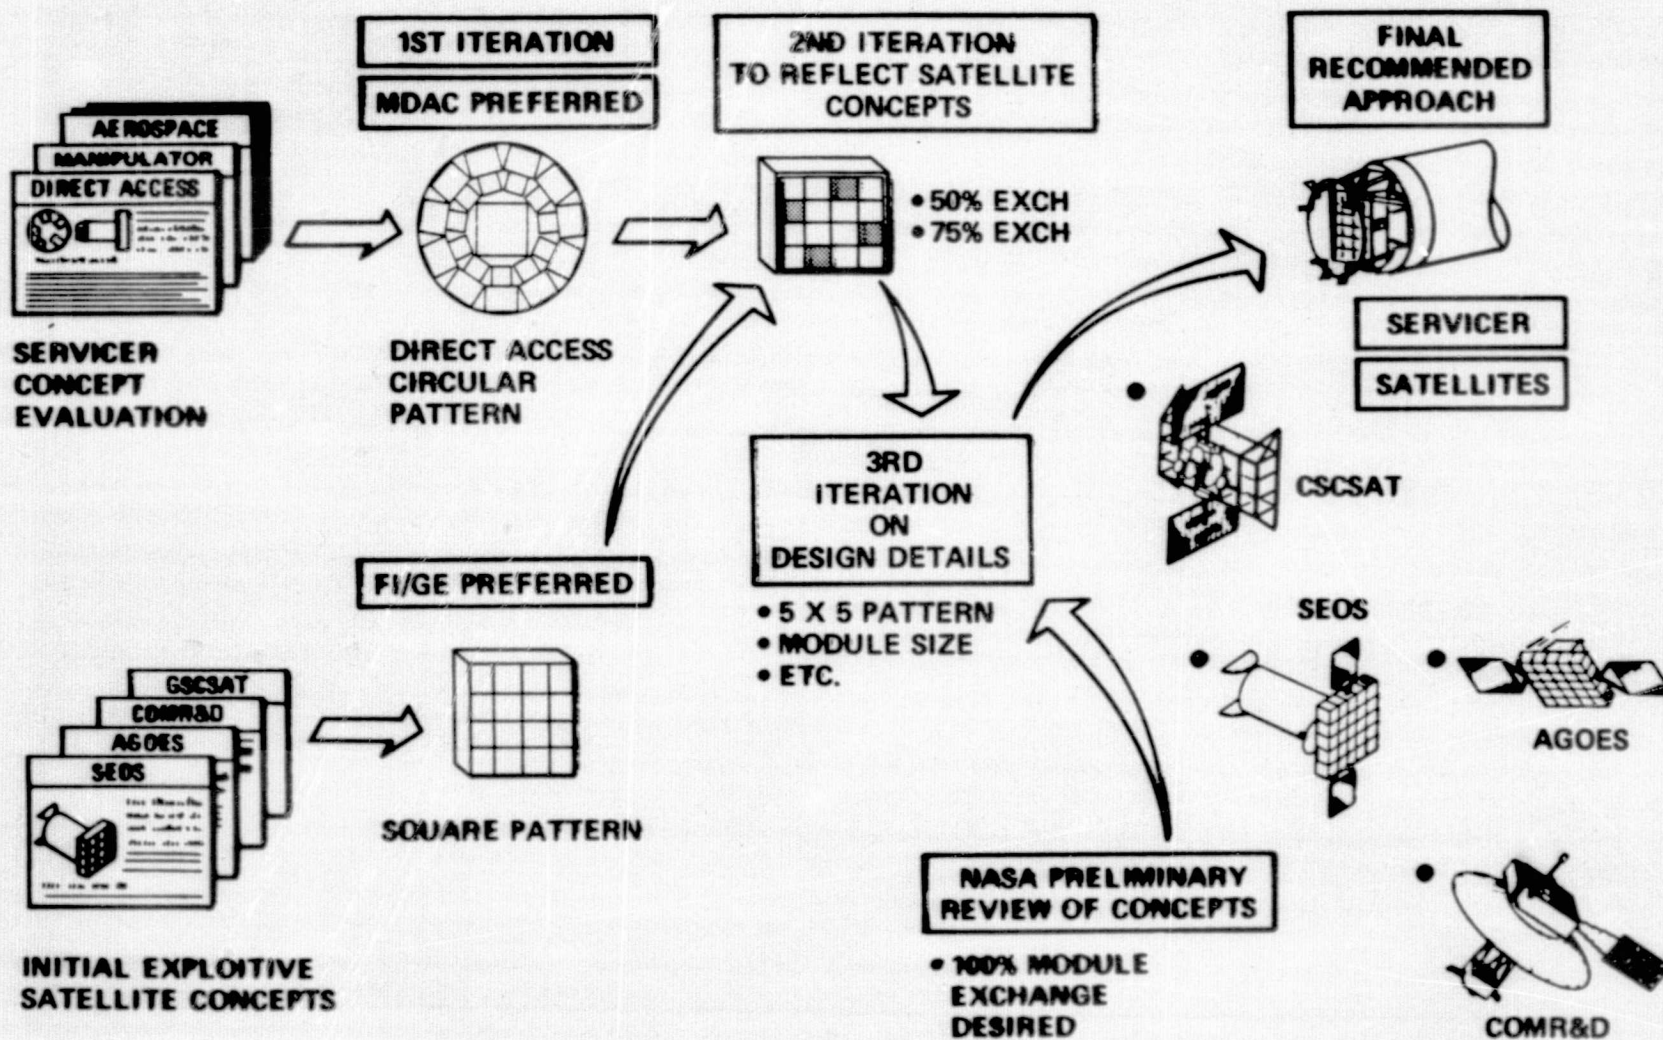 1ST ITERATION
MDAC PREFERRED
2ND ITERATION
TO REFLECT SATELLITE
CONCEPTS
FINAL
RECOMMENDED
APPROACH
AEROSPACE
MANIPULATOR
DIRECT ACCESS
• 50% EXCH
• 75% EXCH
SERVICER
CONCEPT
EVALUATION
DIRECT ACCESS
CIRCULAR
PATTERN
SERVICER
SATELLITES
3RD
ITERATION
ON
DESIGN DETAILS
• 5 X 5 PATTERN
• MODULE SIZE
• ETC.
CSCSAT
FI/GE PREFERRED
SEOS
AGOES
GSCSAT
COMR&D
AGOES
SEOS
SQUARE PATTERN
INITIAL EXPLOITIVE
SATELLITE CONCEPTS
NASA PRELIMINARY
REVIEW OF CONCEPTS
• 100% MODULE
EXCHANGE
DESIRED
COMR&D